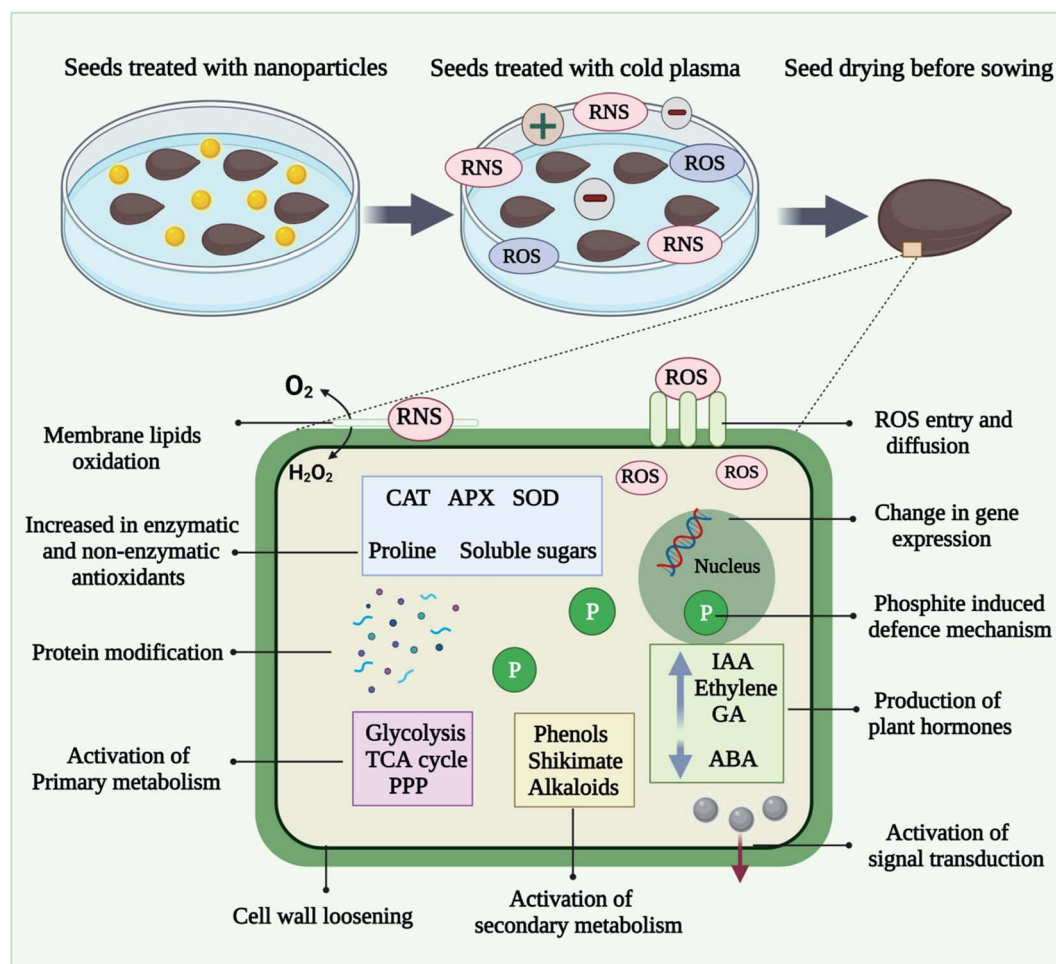 Seeds treated with nanoparticles
Seeds treated with cold plasma
Seed drying before sowing
RNS
RNS
ROS
RNS
ROS
O₂
RNS
ROS
Membrane lipids
oxidation
H₂O₂
ROS
ROS
ROS entry and
diffusion
CAT APX SOD
Proline Soluble sugars
Increased in enzymatic
and non-enzymatic
antioxidants
Nucleus
Change in gene
expression
P
P
P
Phosphite induced
defence mechanism
Protein modification
IAA
Ethylene
GA
ABA
Production of
plant hormones
Glycolysis
TCA cycle
PPP
Activation of
Primary metabolism
Phenols
Shikimate
Alkaloids
Activation of
signal transduction
Cell wall loosening
Activation of
secondary metabolism